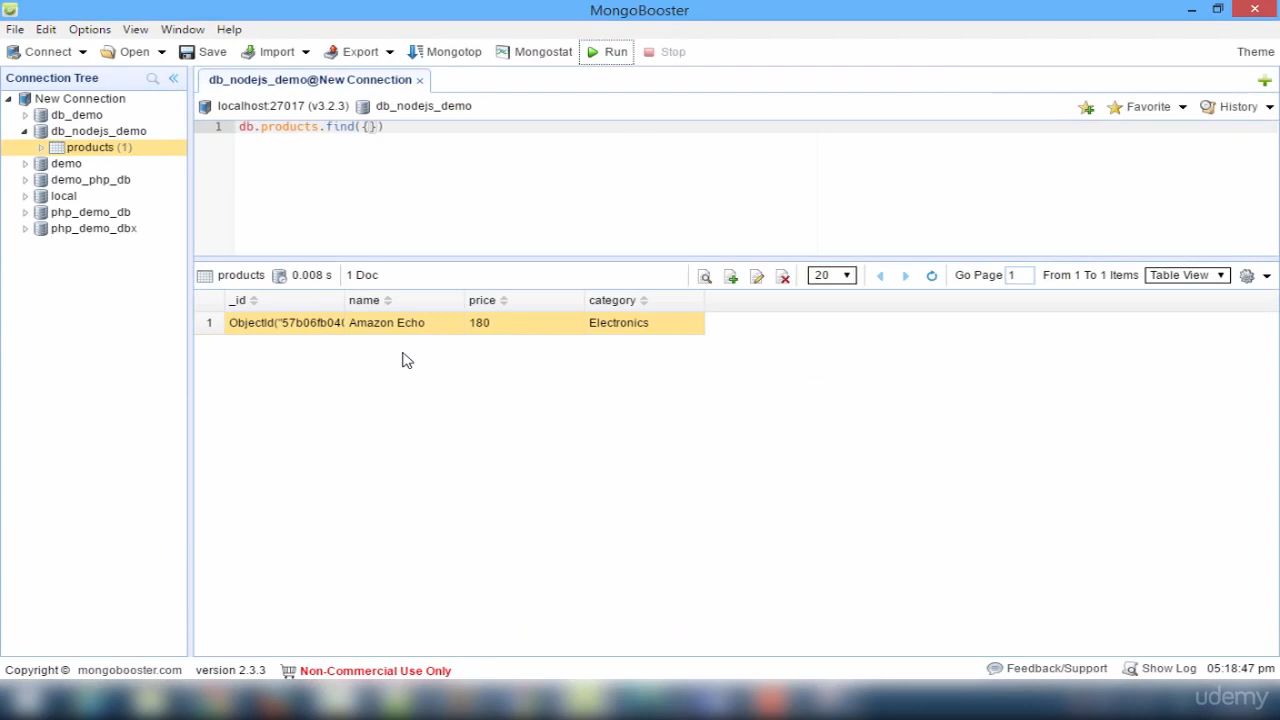 MongoBooster
File Edit Options View Window Help
Connect Open Save Import Export Mongotop Mongostat Run Stop Theme
Connection Tree
db_nodejs_demo@New Connection ×
New Connection
db_demo
db_nodejs_demo
products (1)
demo
demo_php_db
local
php_demo_db
php_demo_dbx
localhost:27017 (v3.2.3) db_nodejs_demo Favorite History
1 db.products.find({})
products 0.008 s 1 Doc 20 Go Page 1 From 1 To 1 Items Table View
_id name price category
1 ObjectId("57b06fb04 Amazon Echo 180 Electronics
Copyright © mongobooster.com version 2.3.3 Non-Commercial Use Only Feedback/Support Show Log 05:18:47 pm
udemy